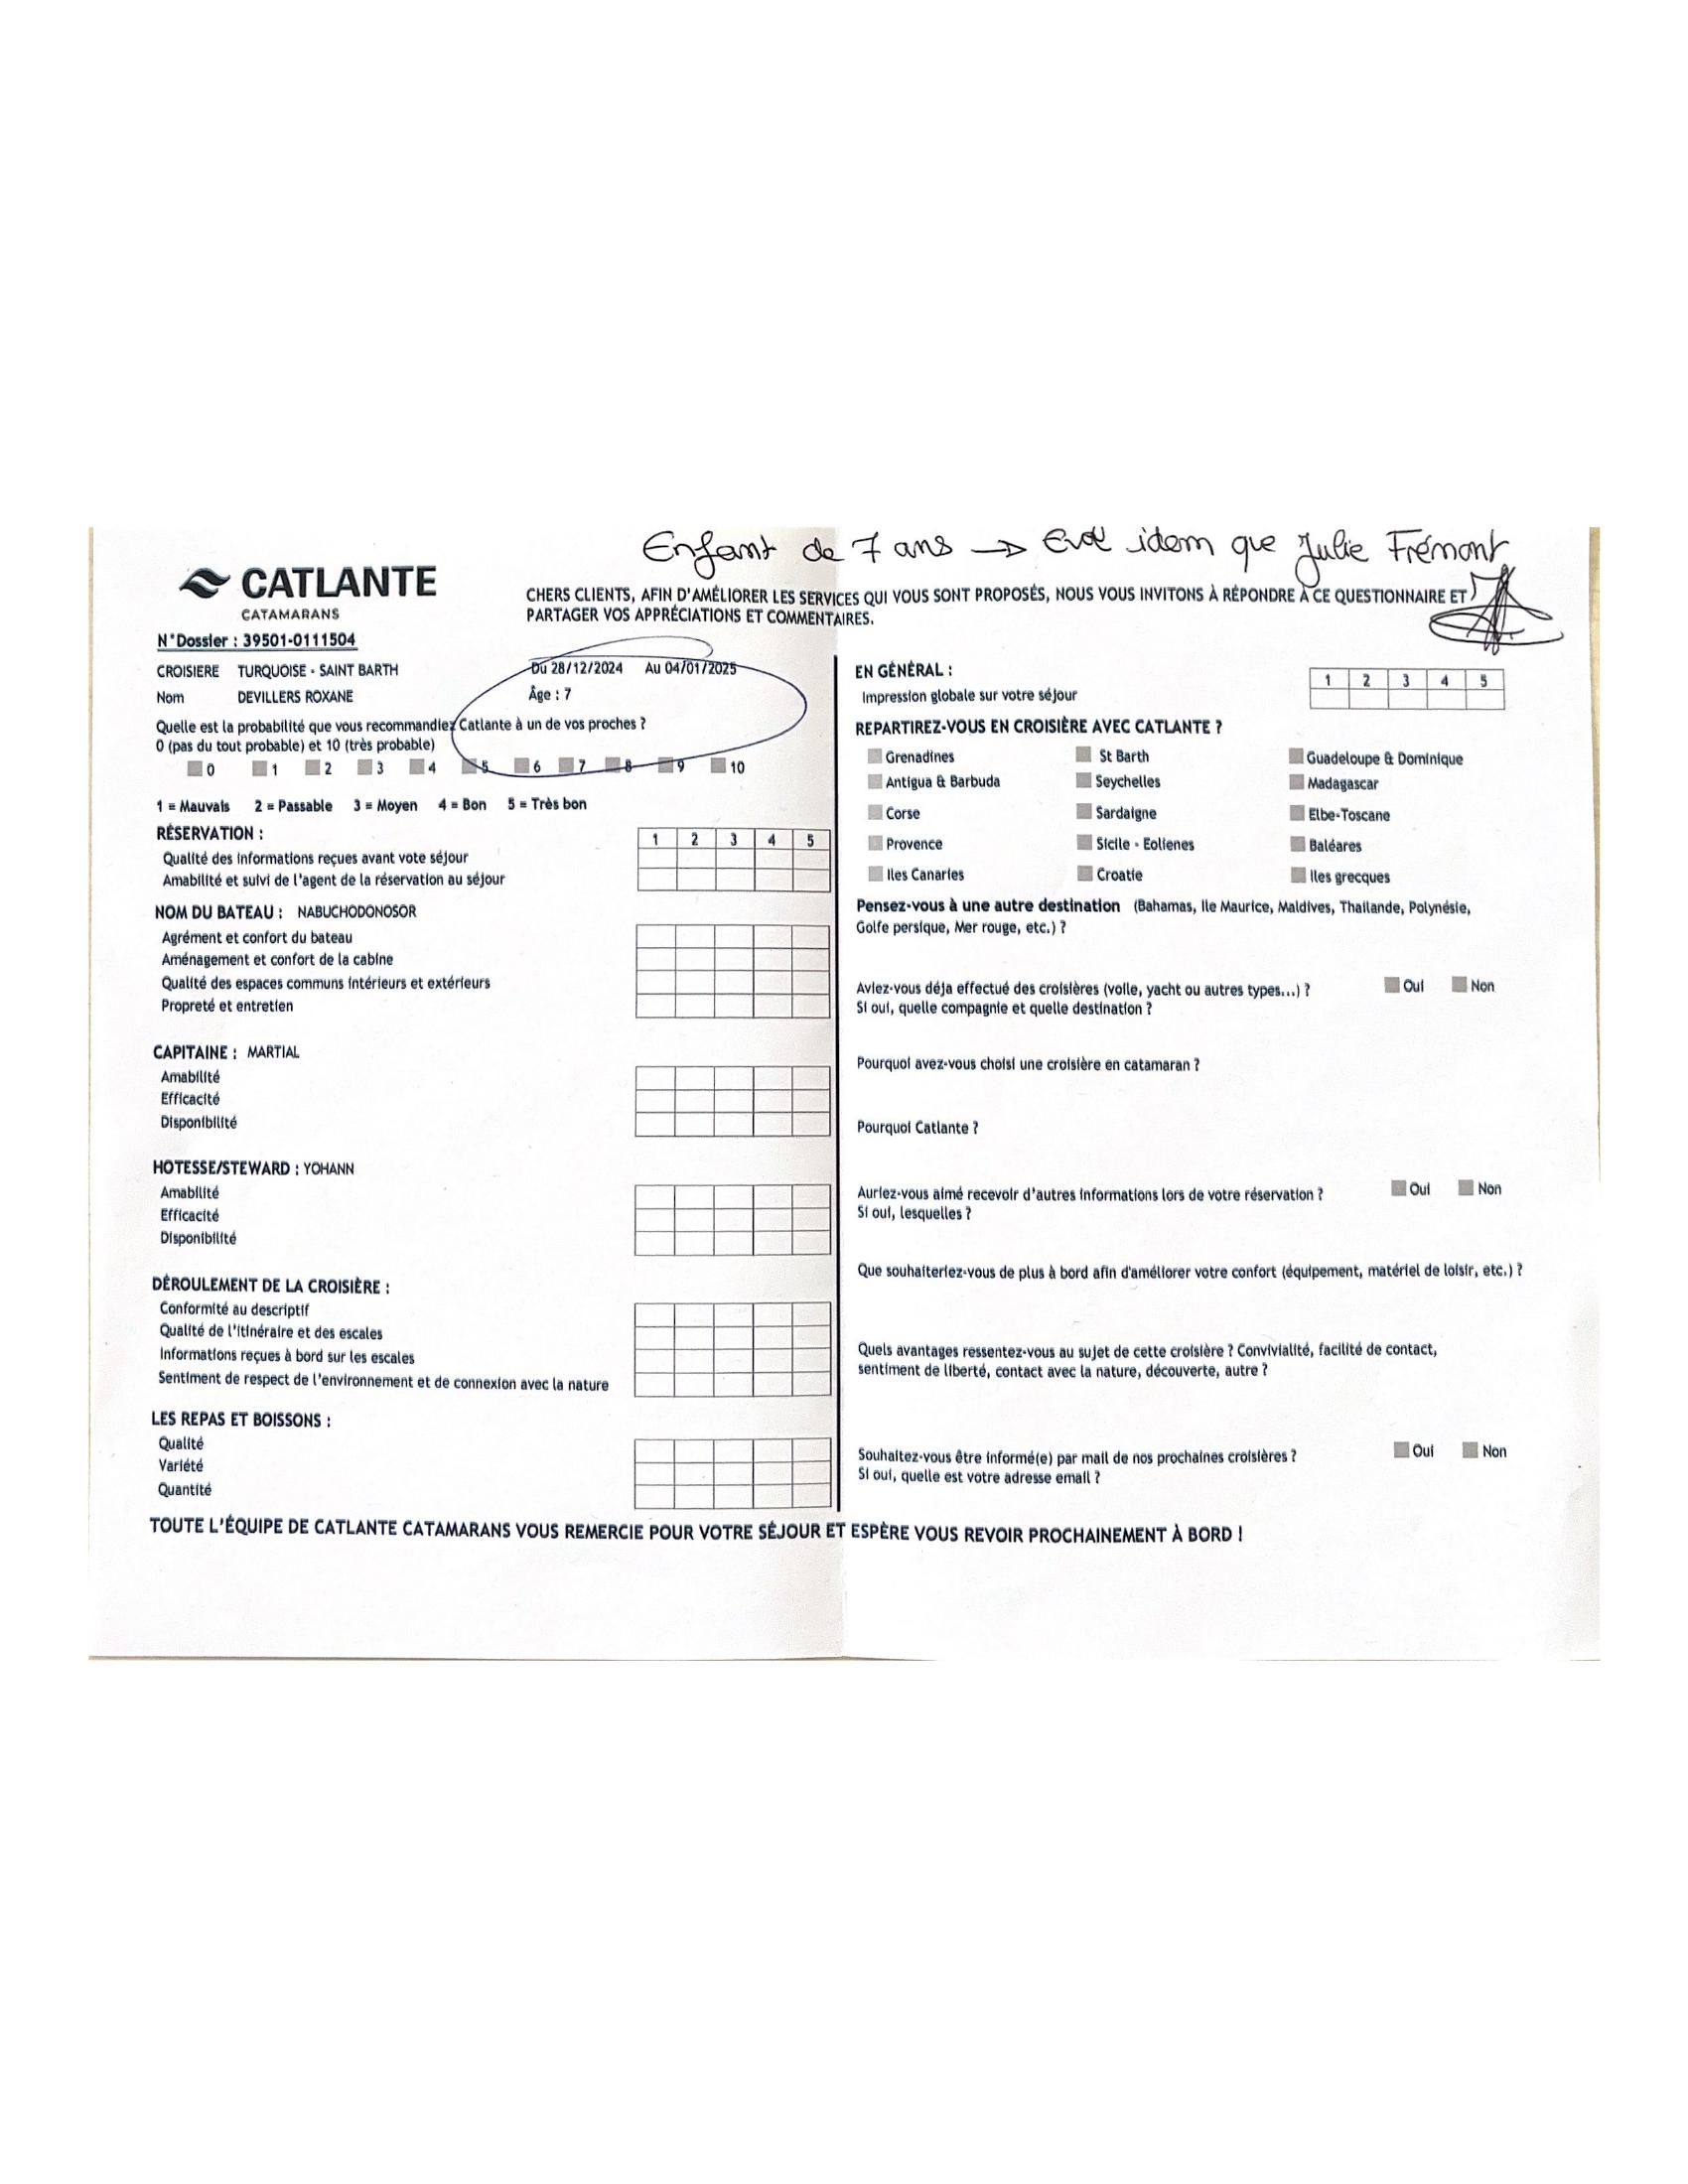 Enfant de 7 ans → Eval idem que Julie Frémont
CATLANTE
CATAMARANS
CHERS CLIENTS, AFIN D'AMÉLIORER LES SERVICES QUI VOUS SONT PROPOSÉS, NOUS VOUS INVITONS À RÉPONDRE À CE QUESTIONNAIRE ET
PARTAGER VOS APPRÉCIATIONS ET COMMENTAIRES.
N°Dossier : 39501-0111504
CROISIERE TURQUOISE - SAINT BARTH Du 28/12/2024 Au 04/01/2025
Nom DEVILLERS ROXANE Âge : 7
Quelle est la probabilité que vous recommandiez Catlante à un de vos proches ?
0 (pas du tout probable) et 10 (très probable)
0 1 2 3 4 5 6 7 8 9 10
1 = Mauvais 2 = Passable 3 = Moyen 4 = Bon 5 = Très bon
RÉSERVATION : 1 2 3 4 5
Qualité des informations reçues avant vote séjour
Amabilité et suivi de l'agent de la réservation au séjour
NOM DU BATEAU : NABUCHODONOSOR
Agrément et confort du bateau
Aménagement et confort de la cabine
Qualité des espaces communs intérieurs et extérieurs
Propreté et entretien
CAPITAINE : MARTIAL
Amabilité
Efficacité
Disponibilité
HOTESSE/STEWARD : YOHANN
Amabilité
Efficacité
Disponibilité
DÉROULEMENT DE LA CROISIÈRE :
Conformité au descriptif
Qualité de l'itinéraire et des escales
Informations reçues à bord sur les escales
Sentiment de respect de l'environnement et de connexion avec la nature
LES REPAS ET BOISSONS :
Qualité
Variété
Quantité
EN GÉNÉRAL : 1 2 3 4 5
Impression globale sur votre séjour
REPARTIREZ-VOUS EN CROISIÈRE AVEC CATLANTE ?
Grenadines St Barth Guadeloupe & Dominique
Antigua & Barbuda Seychelles Madagascar
Corse Sardaigne Elbe-Toscane
Provence Sicile - Eoliennes Baléares
Iles Canaries Croatie Iles grecques
Pensez-vous à une autre destination (Bahamas, Ile Maurice, Maldives, Thailande, Polynésie,
Golfe persique, Mer rouge, etc.) ?
Aviez-vous déja effectué des croisières (voile, yacht ou autres types...) ? Oui Non
Si oui, quelle compagnie et quelle destination ?
Pourquoi avez-vous choisi une croisière en catamaran ?
Pourquoi Catlante ?
Auriez-vous aimé recevoir d'autres informations lors de votre réservation ? Oui Non
Si oui, lesquelles ?
Que souhaiteriez-vous de plus à bord afin d'améliorer votre confort (équipement, matériel de loisir, etc.) ?
Quels avantages ressentez-vous au sujet de cette croisière ? Convivialité, facilité de contact,
sentiment de liberté, contact avec la nature, découverte, autre ?
Souhaitez-vous être informé(e) par mail de nos prochaines croisières ? Oui Non
Si oui, quelle est votre adresse email ?
TOUTE L'ÉQUIPE DE CATLANTE CATAMARANS VOUS REMERCIE POUR VOTRE SÉJOUR ET ESPÈRE VOUS REVOIR PROCHAINEMENT À BORD !